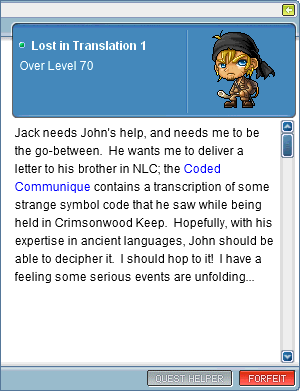 Lost in Translation 1
Over Level 70
Jack needs John's help, and needs me to be
the go-between.  He wants me to deliver a
letter to his brother in NLC; the Coded
Communique contains a transcription of some
strange symbol code that he saw while being
held in Crimsonwood Keep.  Hopefully, with his
expertise in ancient languages, John should be
able to decipher it.  I should hop to it!  I have a
feeling some serious events are unfolding...
QUEST HELPER
FORFEIT